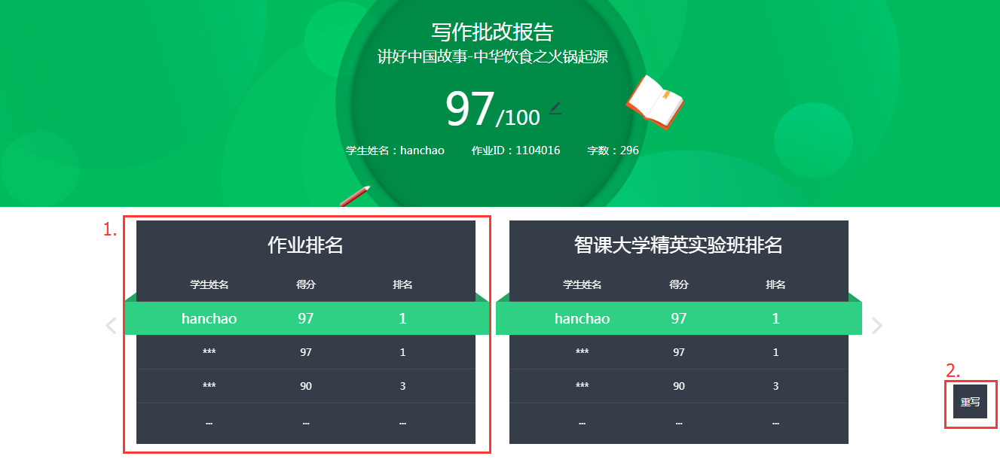 写作批改报告
讲好中国故事-中华饮食之火锅起源
97/100
学生姓名：hanchao 作业ID：1104016 字数：296
1.
作业排名
学生姓名 得分 排名
hanchao 97 1
*** 97 1
*** 90 3
... ... ...
智课大学精英实验班排名
学生姓名 得分 排名
hanchao 97 1
*** 97 1
*** 90 3
... ... ...
2.
重写